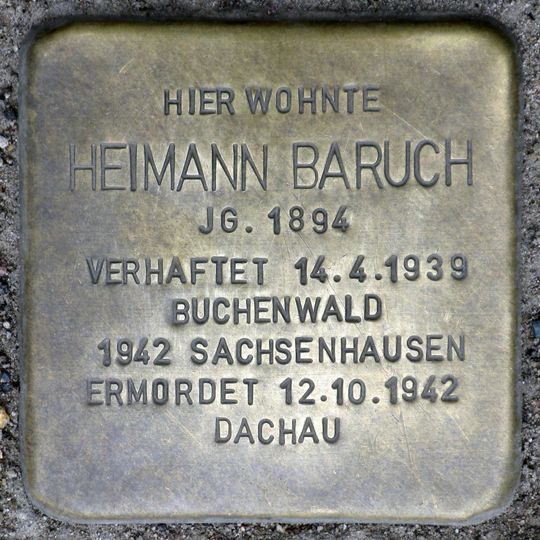 HIER WOHNTE
HEIMANN BARUCH
JG. 1894
VERHAFTET 14.4.1939
BUCHENWALD
1942 SACHSENHAUSEN
ERMORDET 12.10.1942
DACHAU